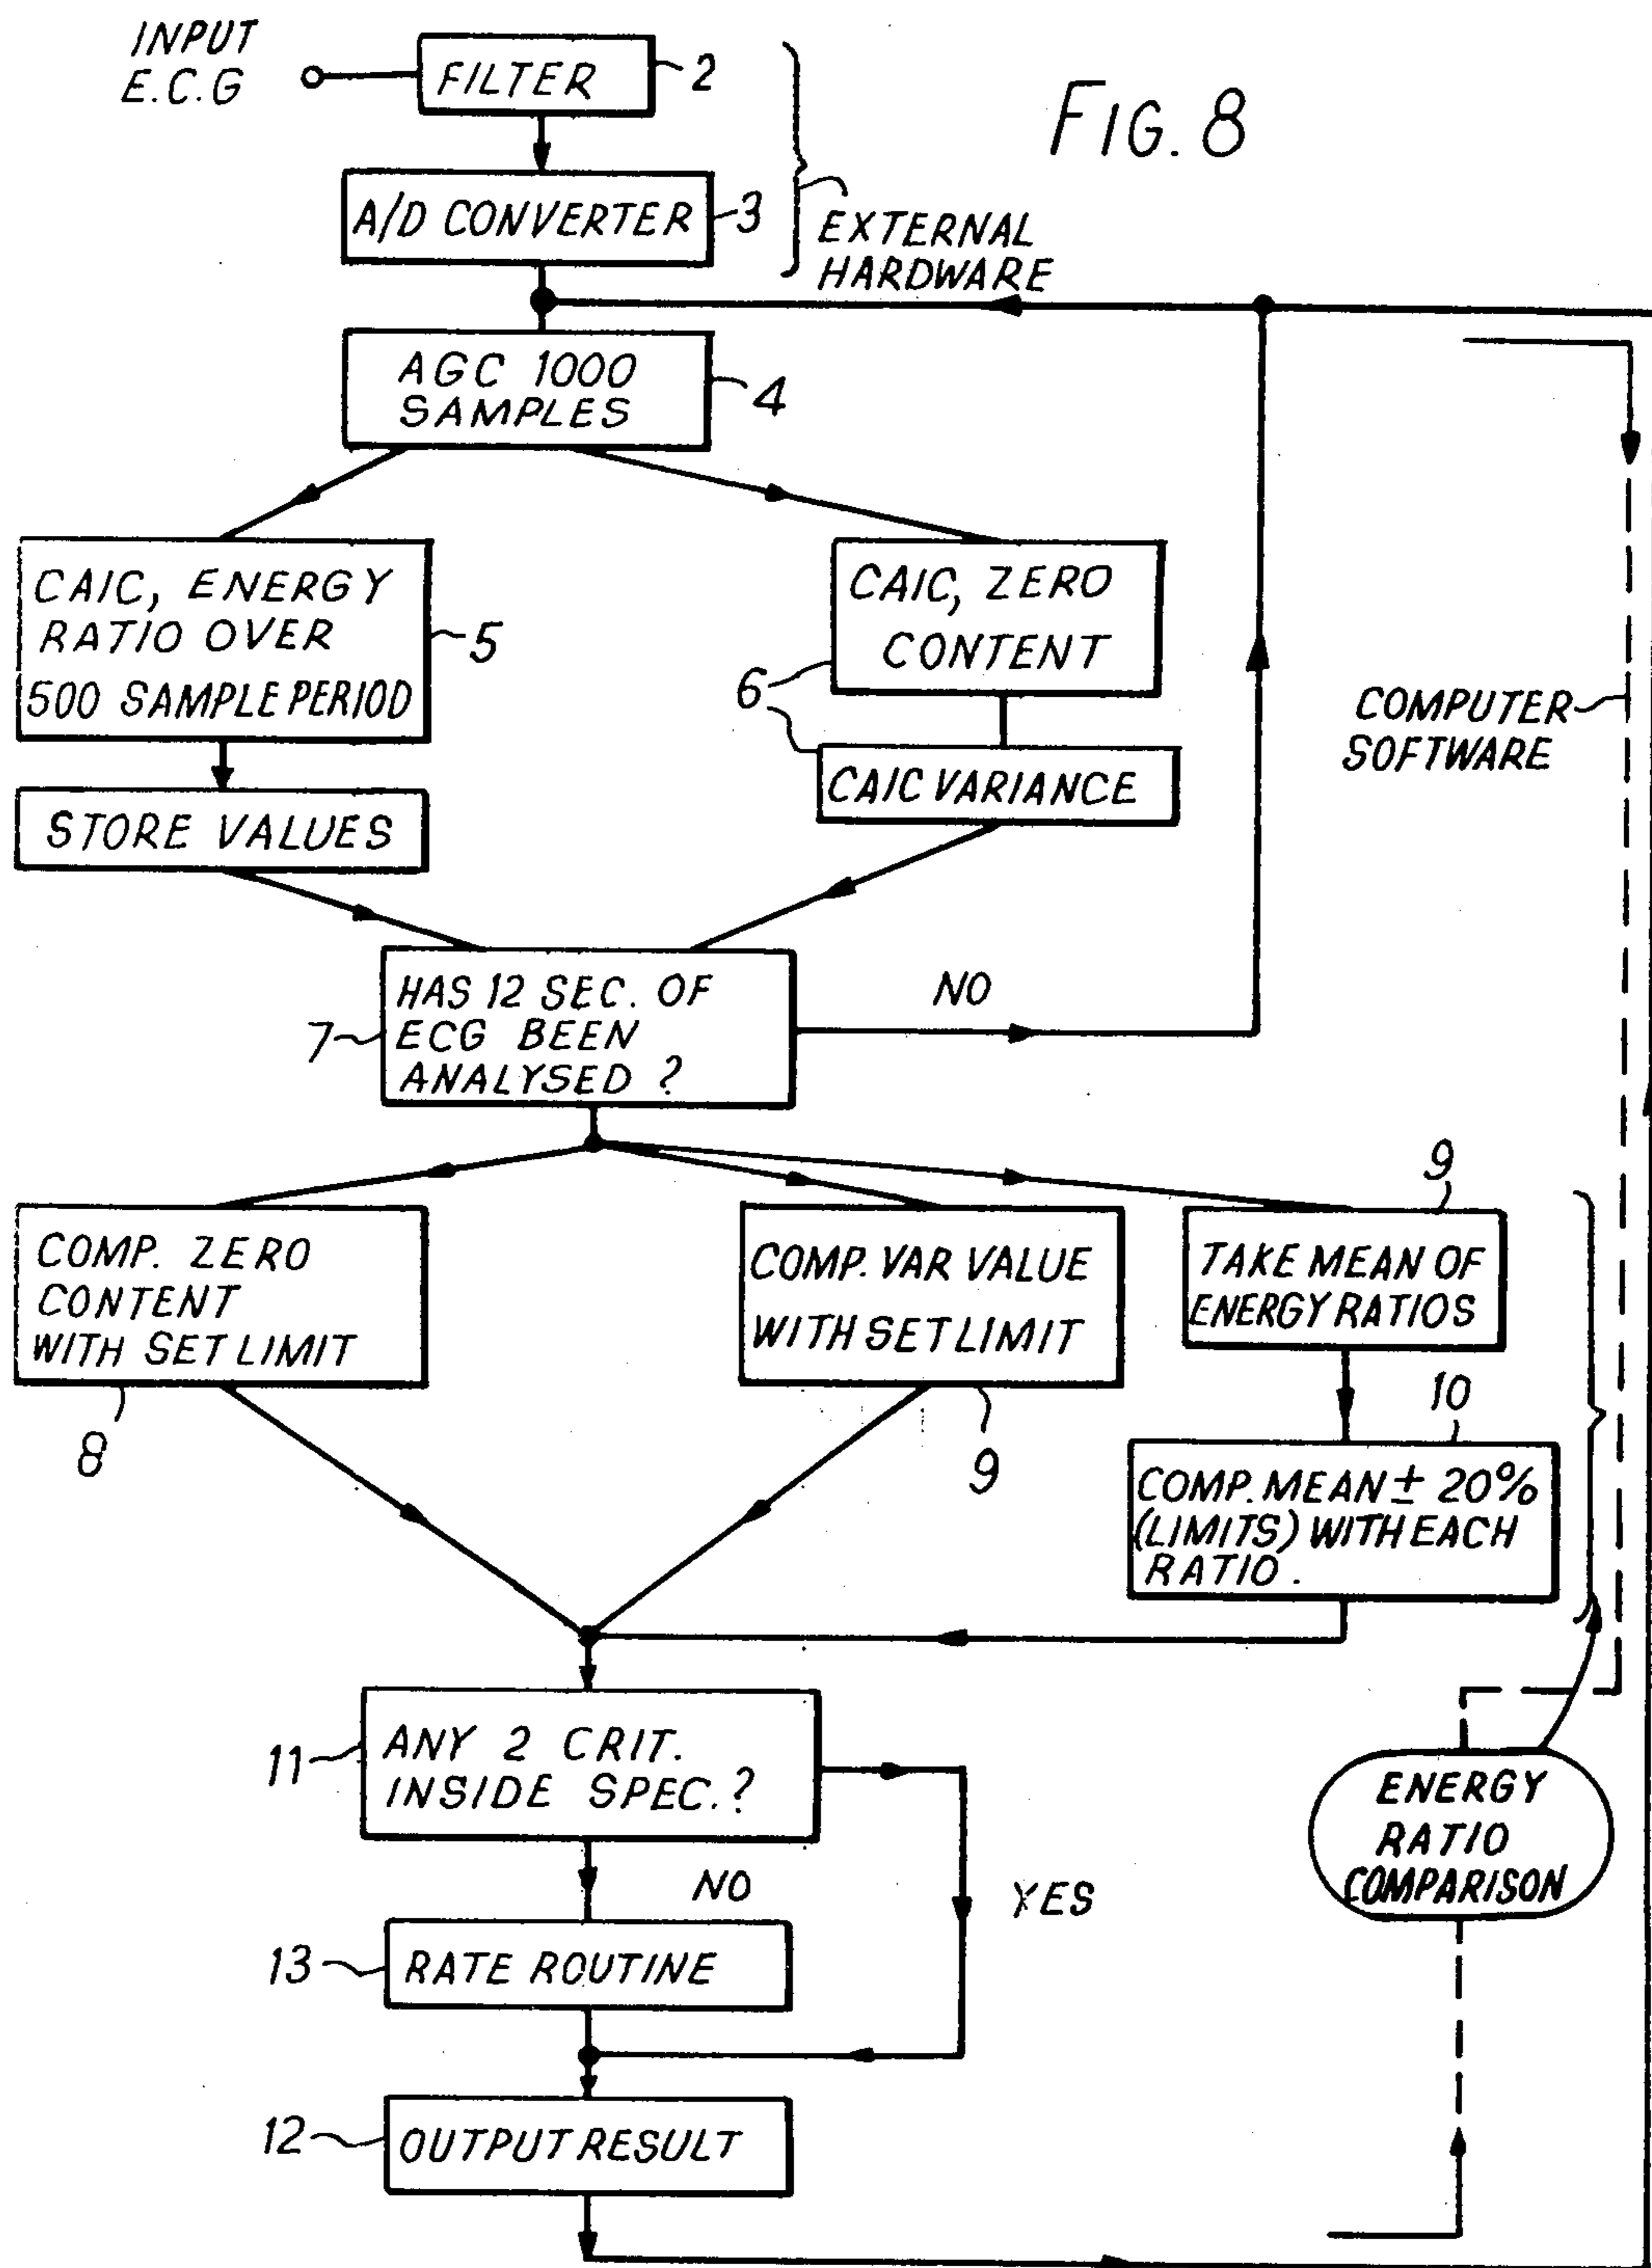 INPUT
E.C.G
FILTER
2
FIG. 8
A/D CONVERTER
3
EXTERNAL
HARDWARE
AGC 1000
SAMPLES
4
CAIC, ENERGY
RATIO OVER
500 SAMPLE PERIOD
5
CAIC, ZERO
CONTENT
6
STORE VALUES
CAIC VARIANCE
COMPUTER
SOFTWARE
HAS 12 SEC. OF
ECG BEEN
ANALYSED ?
7
NO
COMP. ZERO
CONTENT
WITH SET LIMIT
8
COMP. VAR VALUE
WITH SET LIMIT
9
9
TAKE MEAN OF
ENERGY RATIOS
10
COMP. MEAN ± 20%
(LIMITS) WITH EACH
RATIO.
11
ANY 2 CRIT.
INSIDE SPEC.?
NO
YES
ENERGY
RATIO
COMPARISON
13
RATE ROUTINE
12
OUTPUT RESULT